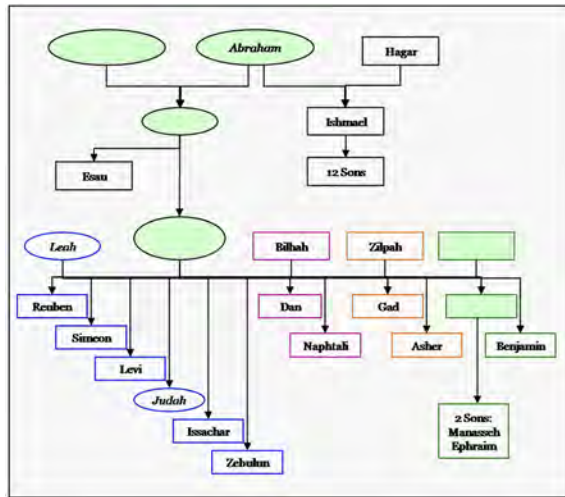 Abraham
Hagar
Ishmael
Esau
12 Sons
Leah
Bilhah
Zilpah
Reuben
Dan
Gad
Simeon
Naphtali
Asher
Benjamin
Levi
Judah
Issachar
Zebulun
2 Sons:
Manasseh
Ephraim